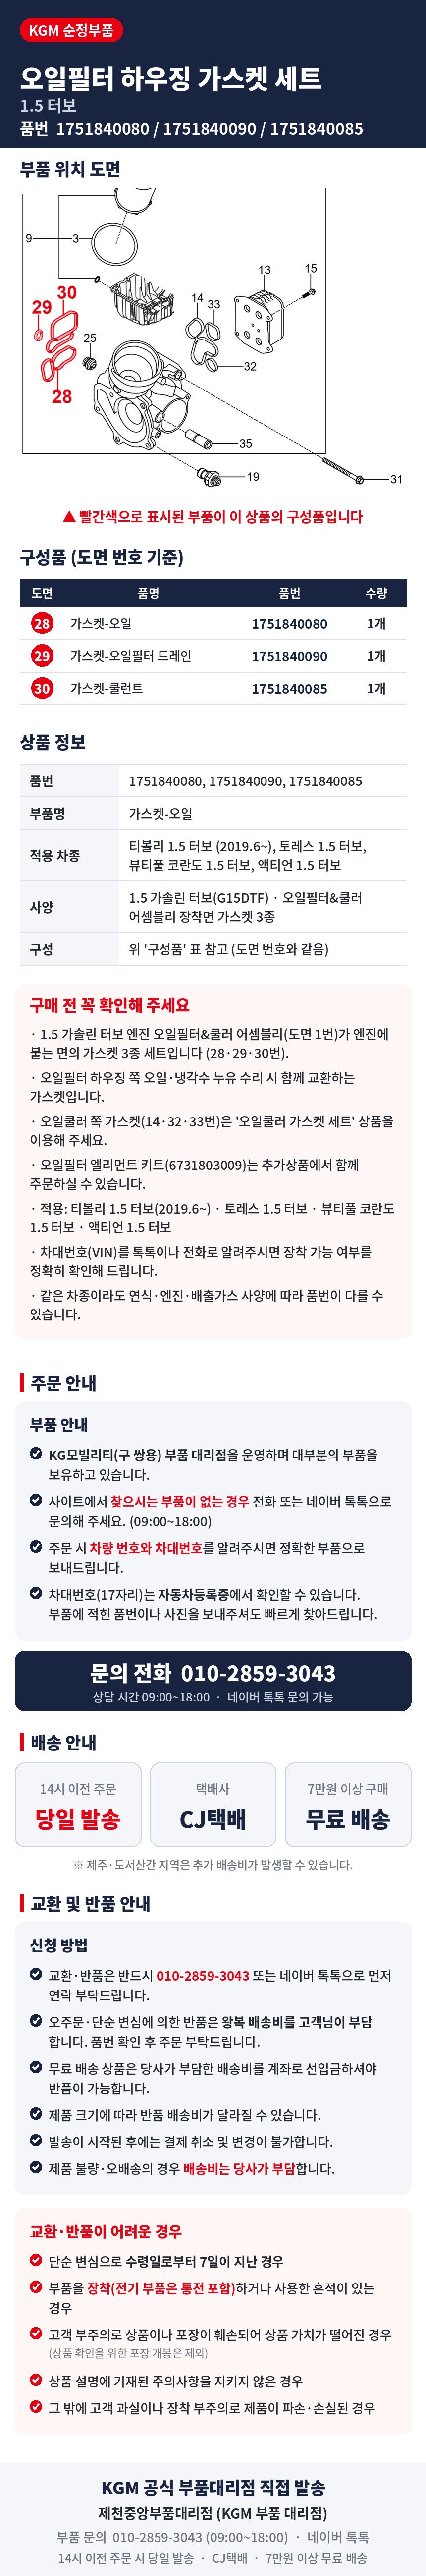 KGM 순정부품
오일필터 하우징 가스켓 세트
1.5 터보
품번 1751840080 / 1751840090 / 1751840085
부품 위치 도면
9
3
13
15
30
29
14
33
25
32
28
35
19
31
▲ 빨간색으로 표시된 부품이 이 상품의 구성품입니다
구성품 (도면 번호 기준)
도면 품명 품번 수량
28 가스켓-오일 1751840080 1개
29 가스켓-오일필터 드레인 1751840090 1개
30 가스켓-쿨런트 1751840085 1개
상품 정보
품번 1751840080, 1751840090, 1751840085
부품명 가스켓-오일
적용 차종 티볼리 1.5 터보 (2019.6~), 토레스 1.5 터보,
뷰티풀 코란도 1.5 터보, 액티언 1.5 터보
사양 1.5 가솔린 터보(G15DTF) · 오일필터&쿨러
어셈블리 장착면 가스켓 3종
구성 위 '구성품' 표 참고 (도면 번호와 같음)
구매 전 꼭 확인해 주세요
· 1.5 가솔린 터보 엔진 오일필터&쿨러 어셈블리(도면 1번)가 엔진에
붙는 면의 가스켓 3종 세트입니다 (28·29·30번).
· 오일필터 하우징 쪽 오일·냉각수 누유 수리 시 함께 교환하는
가스켓입니다.
· 오일쿨러 쪽 가스켓(14·32·33번)은 '오일쿨러 가스켓 세트' 상품을
이용해 주세요.
· 오일필터 엘리먼트 키트(6731803009)는 추가상품에서 함께
주문하실 수 있습니다.
· 적용: 티볼리 1.5 터보(2019.6~) · 토레스 1.5 터보 · 뷰티풀 코란도
1.5 터보 · 액티언 1.5 터보
· 차대번호(VIN)를 톡톡이나 전화로 알려주시면 장착 가능 여부를
정확히 확인해 드립니다.
· 같은 차종이라도 연식·엔진·배출가스 사양에 따라 품번이 다를 수
있습니다.
주문 안내
부품 안내
KG모빌리티(구 쌍용) 부품 대리점을 운영하며 대부분의 부품을
보유하고 있습니다.
사이트에서 찾으시는 부품이 없는 경우 전화 또는 네이버 톡톡으로
문의해 주세요. (09:00~18:00)
주문 시 차량 번호와 차대번호를 알려주시면 정확한 부품으로
보내드립니다.
차대번호(17자리)는 자동차등록증에서 확인할 수 있습니다.
부품에 적힌 품번이나 사진을 보내주셔도 빠르게 찾아드립니다.
문의 전화 010-2859-3043
상담 시간 09:00~18:00 · 네이버 톡톡 문의 가능
배송 안내
14시 이전 주문 택배사 7만원 이상 구매
당일 발송 CJ택배 무료 배송
※ 제주·도서산간 지역은 추가 배송비가 발생할 수 있습니다.
교환 및 반품 안내
신청 방법
교환·반품은 반드시 010-2859-3043 또는 네이버 톡톡으로 먼저
연락 부탁드립니다.
오주문·단순 변심에 의한 반품은 왕복 배송비를 고객님이 부담
합니다. 품번 확인 후 주문 부탁드립니다.
무료 배송 상품은 당사가 부담한 배송비를 계좌로 선입금하셔야
반품이 가능합니다.
제품 크기에 따라 반품 배송비가 달라질 수 있습니다.
발송이 시작된 후에는 결제 취소 및 변경이 불가합니다.
제품 불량·오배송의 경우 배송비는 당사가 부담합니다.
교환·반품이 어려운 경우
단순 변심으로 수령일로부터 7일이 지난 경우
부품을 장착(전기 부품은 통전 포함)하거나 사용한 흔적이 있는
경우
고객 부주의로 상품이나 포장이 훼손되어 상품 가치가 떨어진 경우
(상품 확인을 위한 포장 개봉은 제외)
상품 설명에 기재된 주의사항을 지키지 않은 경우
그 밖에 고객 과실이나 장착 부주의로 제품이 파손·손실된 경우
KGM 공식 부품대리점 직접 발송
제천중앙부품대리점 (KGM 부품 대리점)
부품 문의 010-2859-3043 (09:00~18:00) · 네이버 톡톡
14시 이전 주문 시 당일 발송 · CJ택배 · 7만원 이상 무료 배송